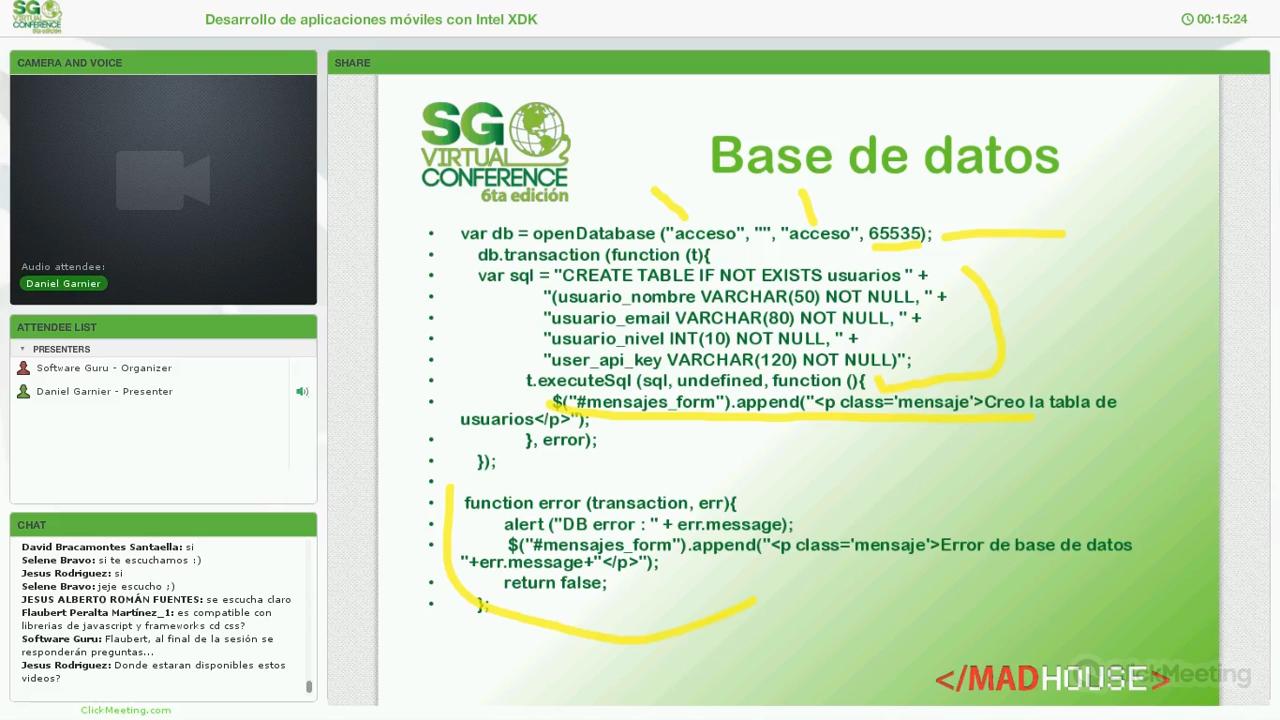 SG
VIRTUAL
CONFERENCE
6ta edición
Desarrollo de aplicaciones móviles con Intel XDK
00:15:24
CAMERA AND VOICE
Audio attendee:
Daniel Garnier
ATTENDEE LIST
PRESENTERS
Software Guru - Organizer
Daniel Garnier - Presenter
CHAT
David Bracamontes Santaella: si
Selene Bravo: si te escuchamos :)
Jesus Rodriguez: si
Selene Bravo: jeje escucho ;)
JESUS ALBERTO ROMÁN FUENTES: se escucha claro
Flaubert Peralta Martínez_1: es compatible con
librerias de javascript y frameworks cd css?
Software Guru: Flaubert, al final de la sesión se
responderán preguntas...
Jesus Rodriguez: Donde estaran disponibles estos
videos?
ClickMeeting.com
SHARE
SG
VIRTUAL
CONFERENCE
6ta edición
Base de datos
• var db = openDatabase ("acceso", "", "acceso", 65535);
• db.transaction (function (t){
• var sql = "CREATE TABLE IF NOT EXISTS usuarios " +
• "(usuario_nombre VARCHAR(50) NOT NULL, " +
• "usuario_email VARCHAR(80) NOT NULL, " +
• "usuario_nivel INT(10) NOT NULL, " +
• "user_api_key VARCHAR(120) NOT NULL)";
• t.executeSql (sql, undefined, function (){
• $("#mensajes_form").append("<p class='mensaje'>Creo la tabla de
usuarios</p>");
• }, error);
• });
•
• function error (transaction, err){
• alert ("DB error : " + err.message);
• $("#mensajes_form").append("<p class='mensaje'>Error de base de datos
"+err.message+"</p>");
• return false;
• };
</MADHOUSE>
ClickMeeting